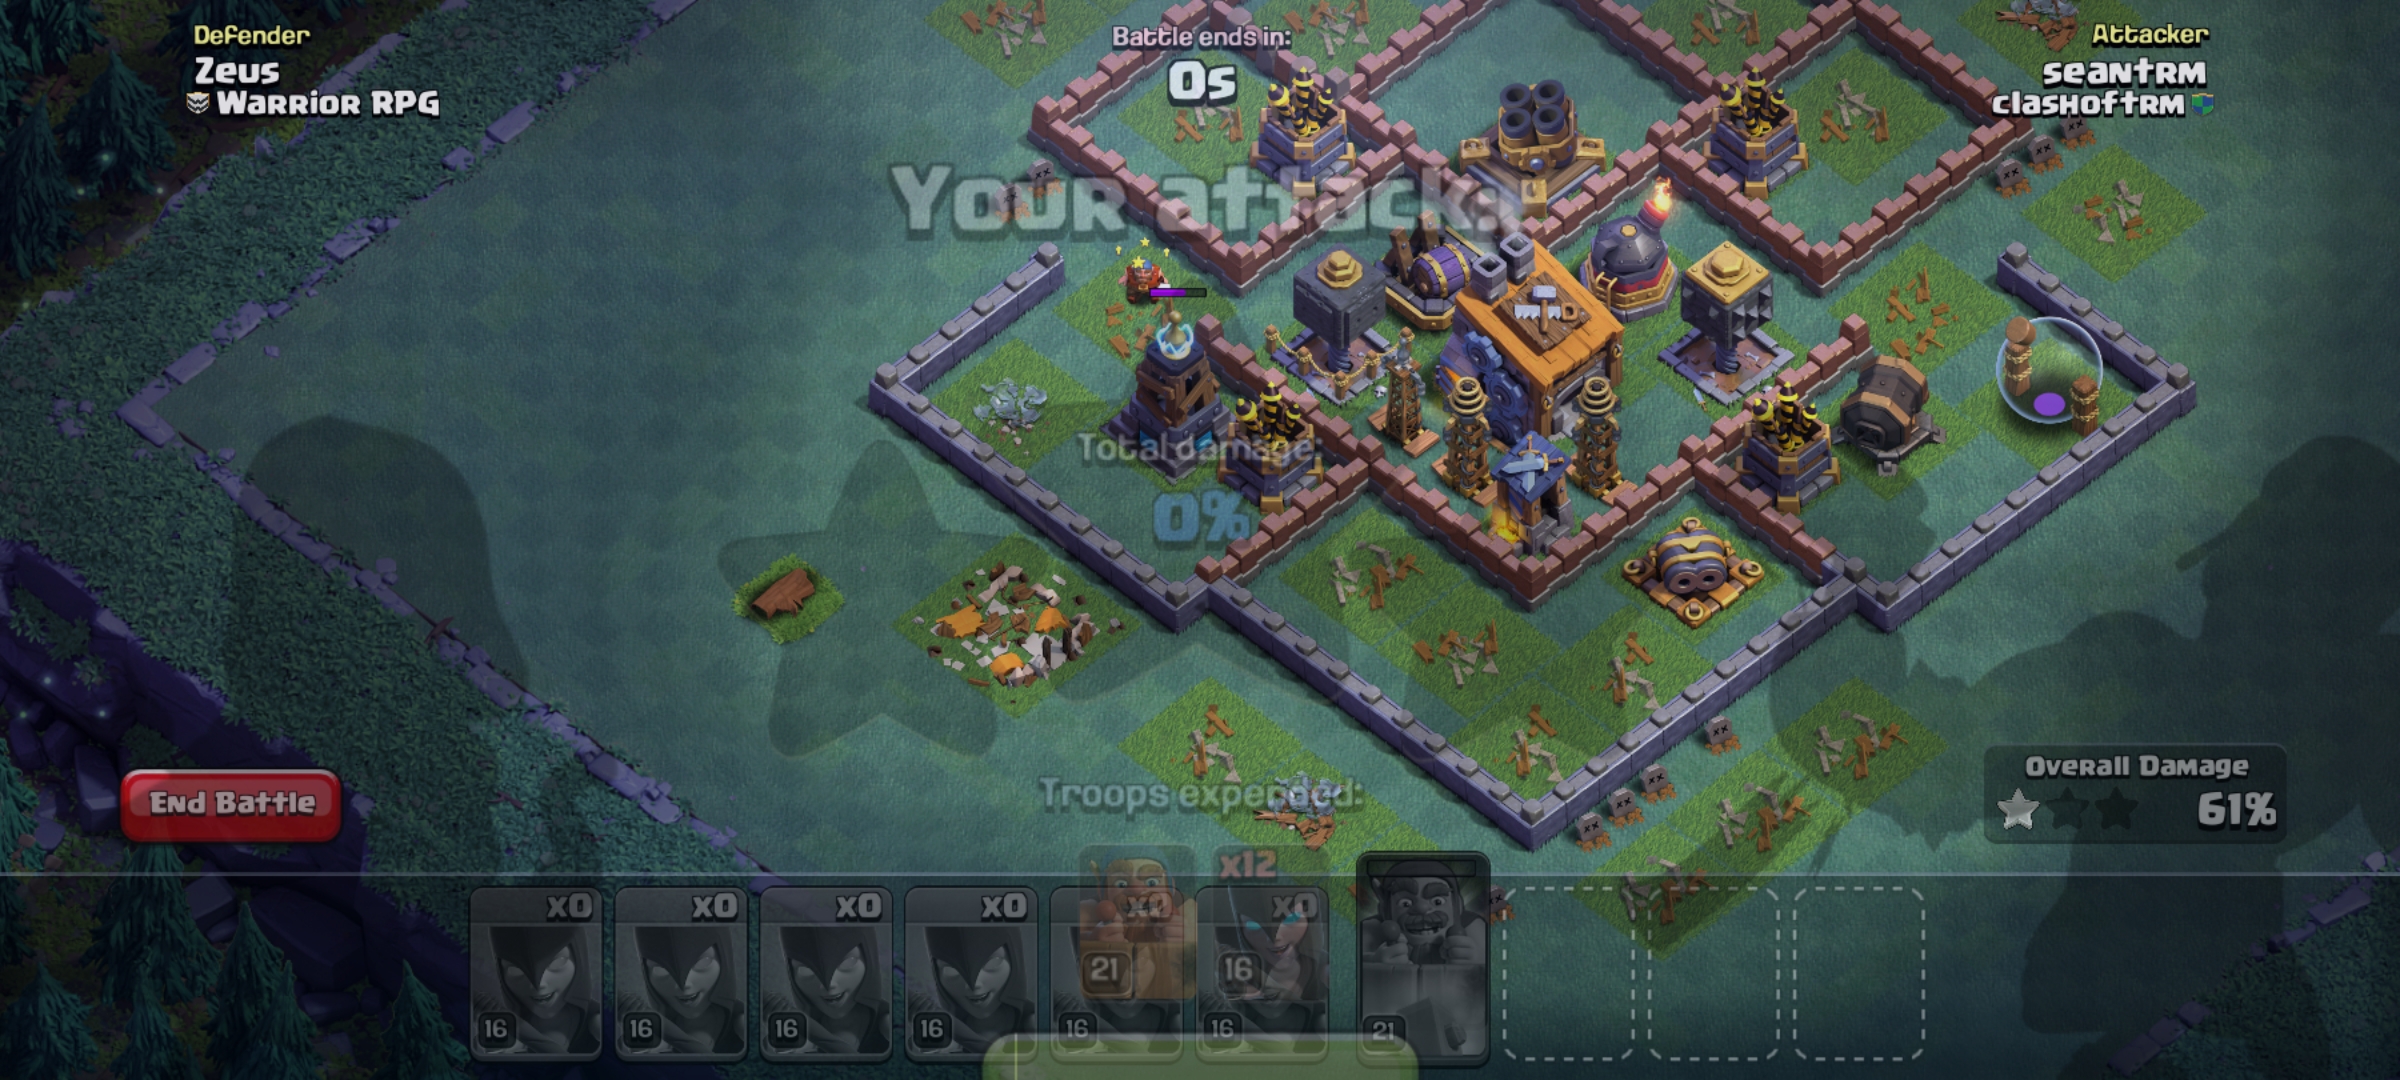 Defender
Zeus
Warrior RPG
Battle ends in:
0s
Attacker
seantrm
clashoftrm
Your attack:
Total damage:
0%
Troops expended:
End Battle
Overall Damage
61%
x12
x0 x0 x0 x0 x0 x0
21 16
16 16 16 16 16 16 21